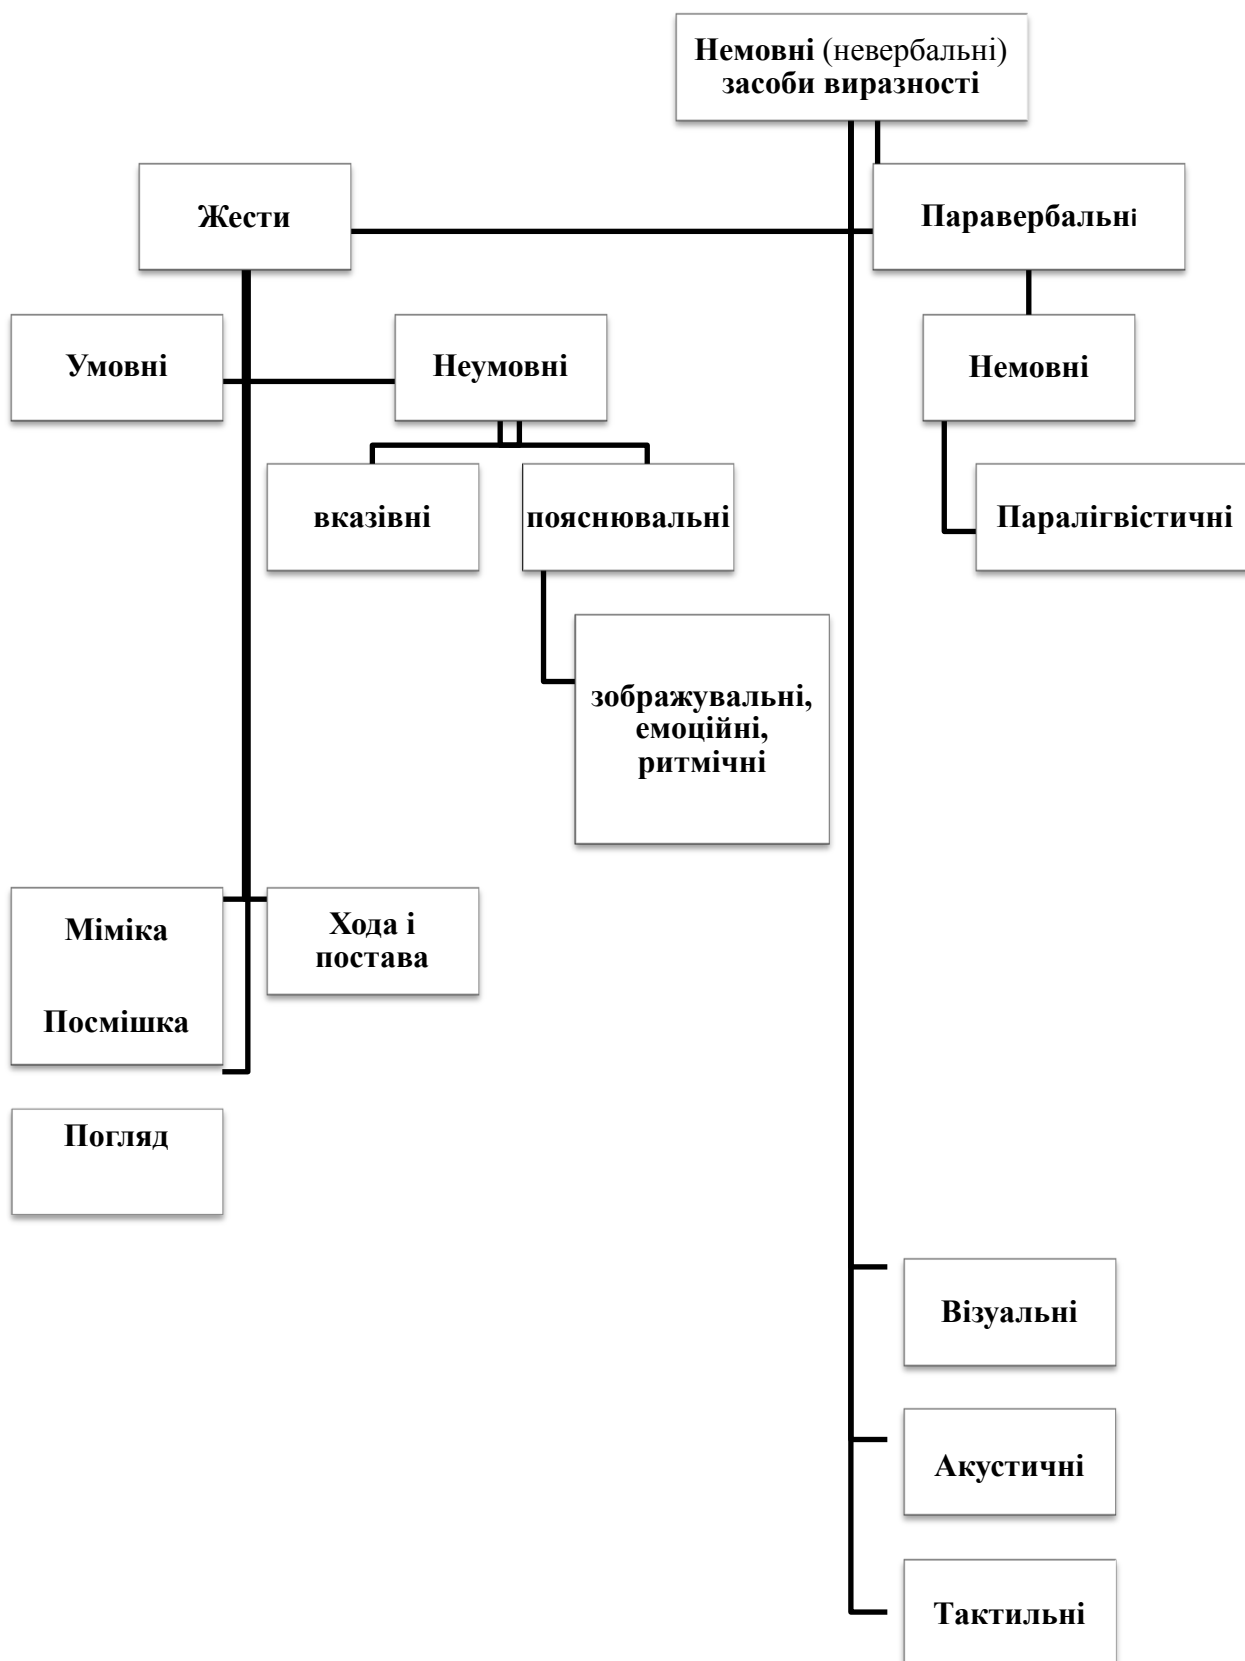 Немовні (невербальні)
засоби виразності
Жести
Паравербальні
Умовні
Неумовні
Немовні
вказівні
пояснювальні
Паралігвістичні
зображувальні,
емоційні,
ритмічні
Міміка
Хода і
постава
Посмішка
Погляд
Візуальні
Акустичні
Тактильні